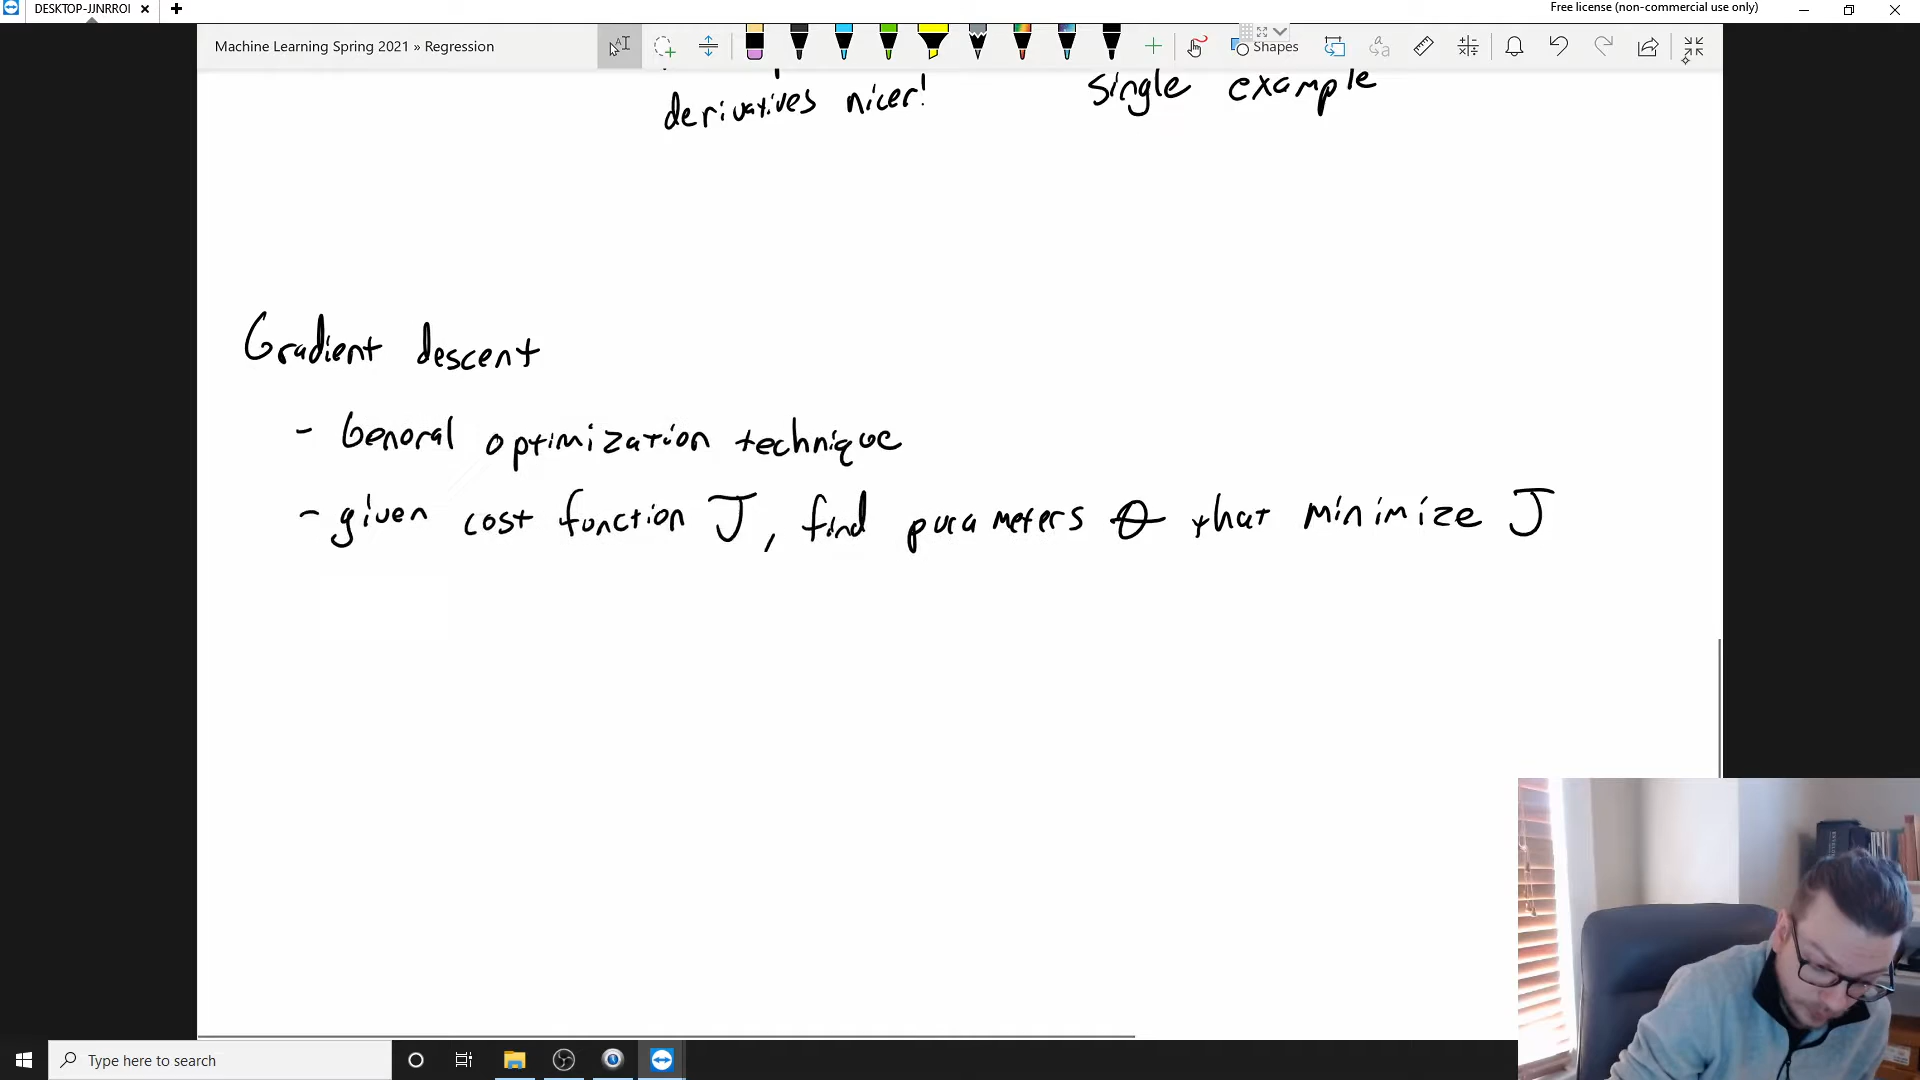 DESKTOP-JJNRROI
Free license (non-commercial use only)
Machine Learning Spring 2021 » Regression
Shapes
derivatives nicer!
single example
Gradient descent
- General optimization technique
- given cost function J, find parameters θ that minimize J
Type here to search